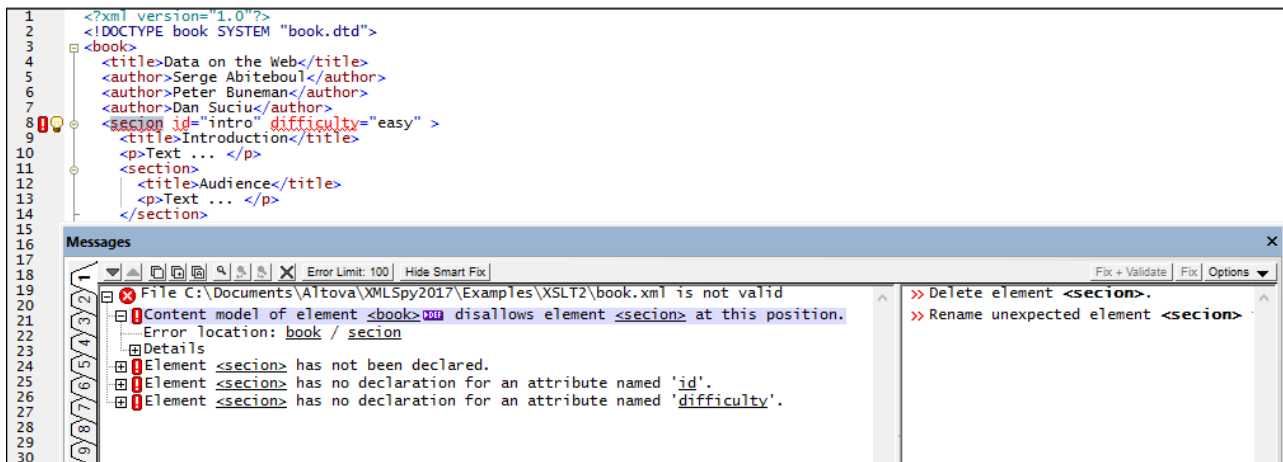 1 <?xml version="1.0"?>
2 <!DOCTYPE book SYSTEM "book.dtd">
3 <book>
4 <title>Data on the Web</title>
5 <author>Serge Abiteboul</author>
6 <author>Peter Buneman</author>
7 <author>Dan Suciu</author>
8 <secion id="intro" difficulty="easy" >
9 <title>Introduction</title>
10 <p>Text ... </p>
11 <section>
12 <title>Audience</title>
13 <p>Text ... </p>
14 </section>
15
16
17
18
19
20
21
22
23
24
25
26
27
28
29
30
Messages
Error Limit: 100 Hide Smart Fix Fix + Validate Fix Options
1
2
3
4
5
6
7
8
9
File C:\Documents\Altova\XMLSpy2017\Examples\XSLT2\book.xml is not valid
Content model of element <book> DEF disallows element <secion> at this position.
Error location: book / secion
Details
Element <secion> has not been declared.
Element <secion> has no declaration for an attribute named 'id'.
Element <secion> has no declaration for an attribute named 'difficulty'.
>> Delete element <secion>.
>> Rename unexpected element <secion>